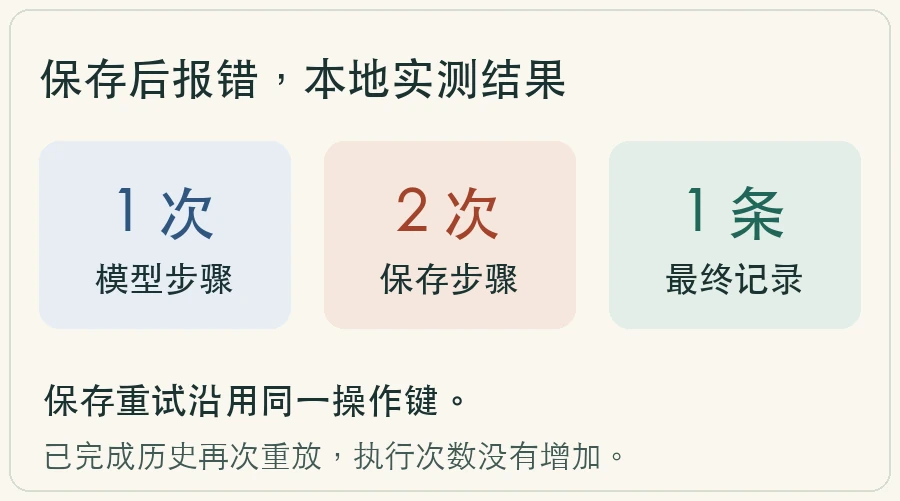 保存后报错，本地实测结果
1 次
模型步骤
2 次
保存步骤
1 条
最终记录
保存重试沿用同一操作键。
已完成历史再次重放，执行次数没有增加。